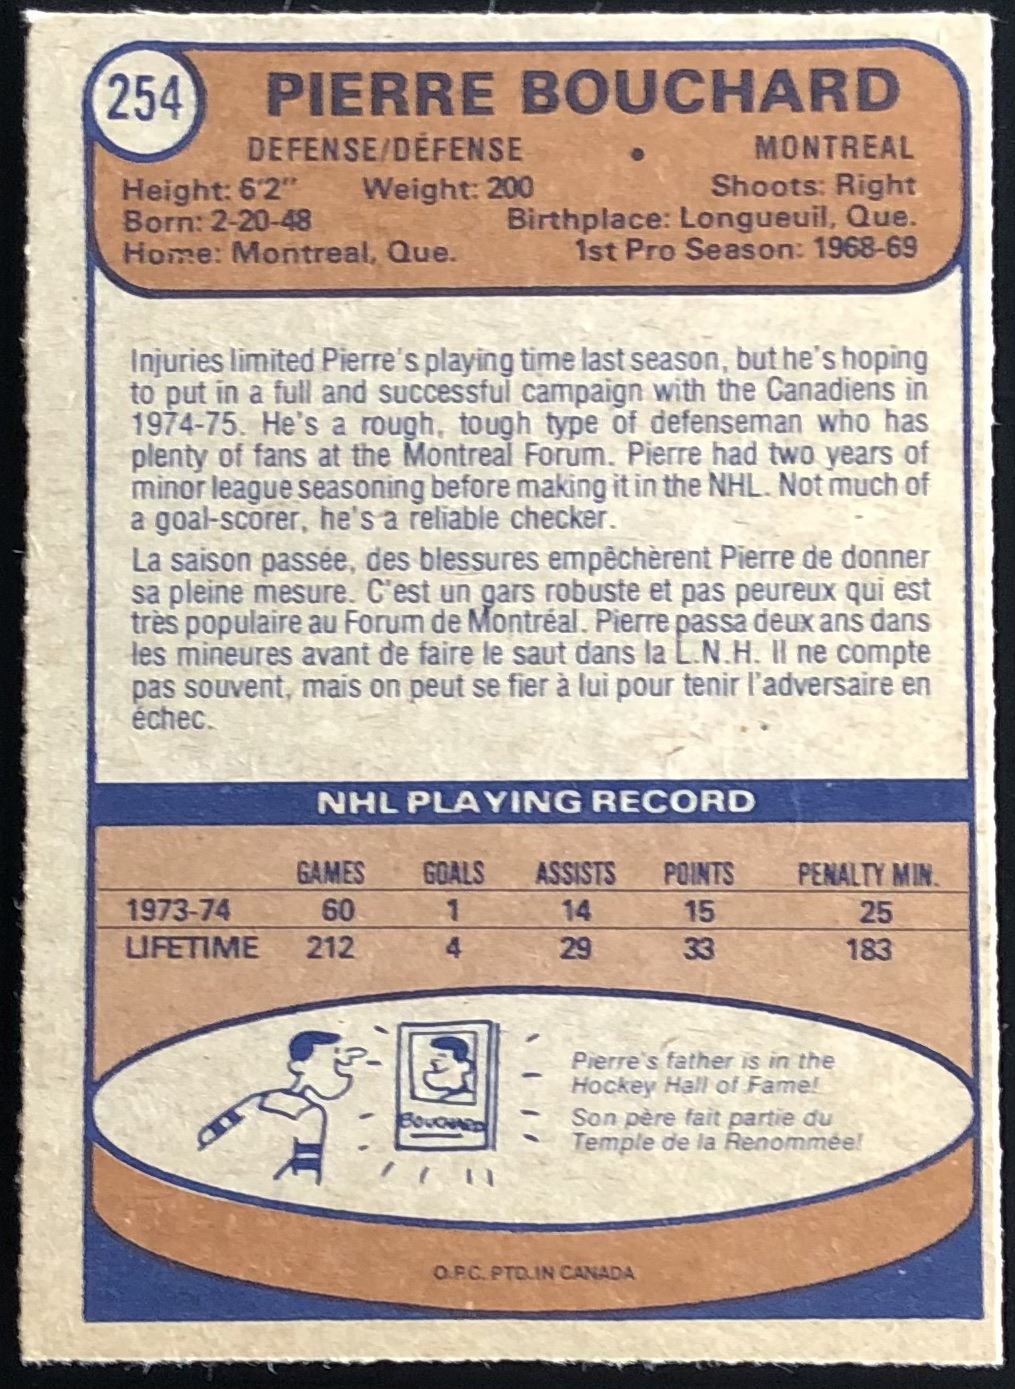 254
PIERRE BOUCHARD
DEFENSE/DÉFENSE • MONTREAL
Height: 6'2" Weight: 200 Shoots: Right
Born: 2-20-48 Birthplace: Longueuil, Que.
Home: Montreal, Que. 1st Pro Season: 1968-69
Injuries limited Pierre's playing time last season, but he's hoping
to put in a full and successful campaign with the Canadiens in
1974-75. He's a rough, tough type of defenseman who has
plenty of fans at the Montreal Forum. Pierre had two years of
minor league seasoning before making it in the NHL. Not much of
a goal-scorer, he's a reliable checker.
La saison passée, des blessures empêchèrent Pierre de donner
sa pleine mesure. C'est un gars robuste et pas peureux qui est
très populaire au Forum de Montréal. Pierre passa deux ans dans
les mineures avant de faire le saut dans la L.N.H. Il ne compte
pas souvent, mais on peut se fier à lui pour tenir l'adversaire en
échec.
NHL PLAYING RECORD
GAMES GOALS ASSISTS POINTS PENALTY MIN.
1973-74 60 1 14 15 25
LIFETIME 212 4 29 33 183
BOUCHARD
Pierre's father is in the
Hockey Hall of Fame!
Son père fait partie du
Temple de la Renommée!
O.P.C. PTD. IN CANADA